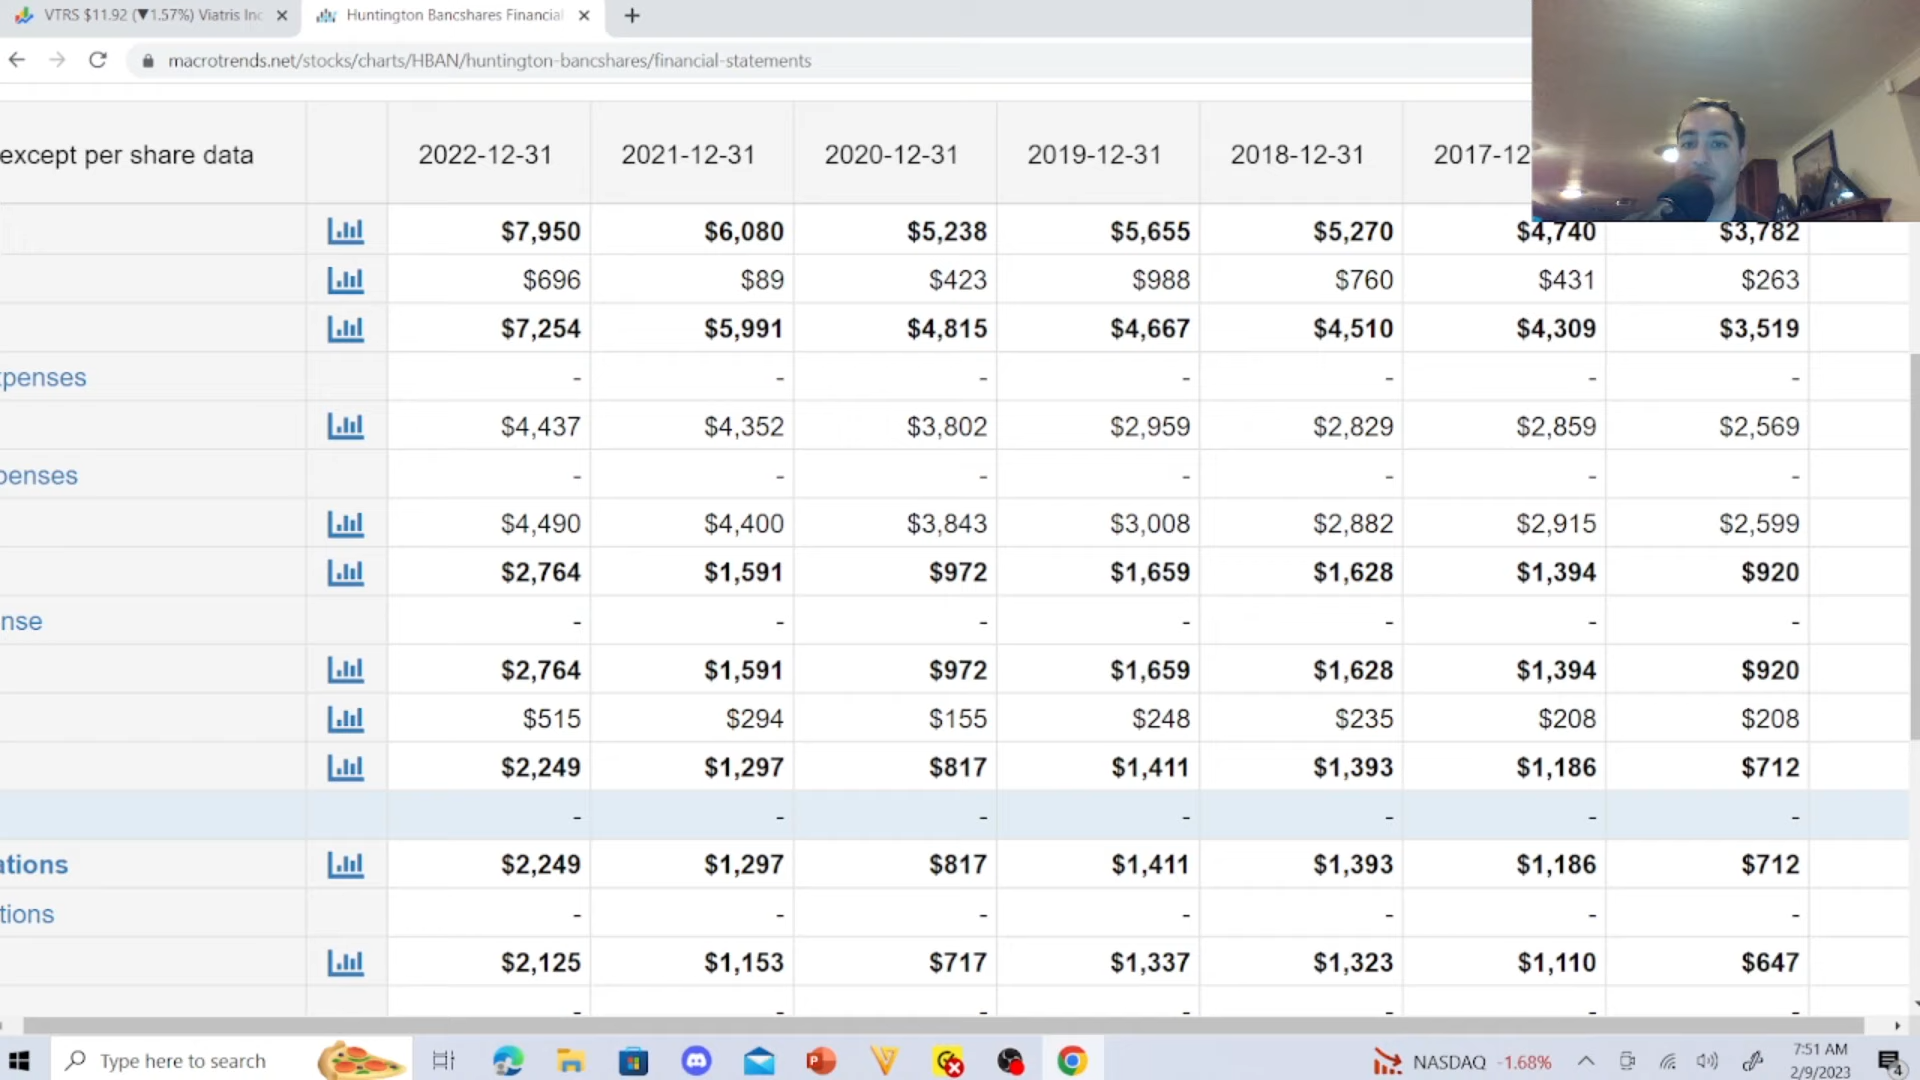 VTRS $11.92 (▼1.57%) Viatris Inc
Huntington Bancshares Financial
macrotrends.net/stocks/charts/HBAN/huntington-bancshares/financial-statements
except per share data 2022-12-31 2021-12-31 2020-12-31 2019-12-31 2018-12-31 2017-12
$7,950 $6,080 $5,238 $5,655 $5,270 $4,740 $3,782
$696 $89 $423 $988 $760 $431 $263
$7,254 $5,991 $4,815 $4,667 $4,510 $4,309 $3,519
xpenses - - - - - - -
$4,437 $4,352 $3,802 $2,959 $2,829 $2,859 $2,569
penses - - - - - - -
$4,490 $4,400 $3,843 $3,008 $2,882 $2,915 $2,599
$2,764 $1,591 $972 $1,659 $1,628 $1,394 $920
nse - - - - - - -
$2,764 $1,591 $972 $1,659 $1,628 $1,394 $920
$515 $294 $155 $248 $235 $208 $208
$2,249 $1,297 $817 $1,411 $1,393 $1,186 $712
- - - - - - -
ations $2,249 $1,297 $817 $1,411 $1,393 $1,186 $712
tions - - - - - - -
$2,125 $1,153 $717 $1,337 $1,323 $1,110 $647
- - - - - - -
Type here to search
NASDAQ -1.68%
7:51 AM
2/9/2023
4